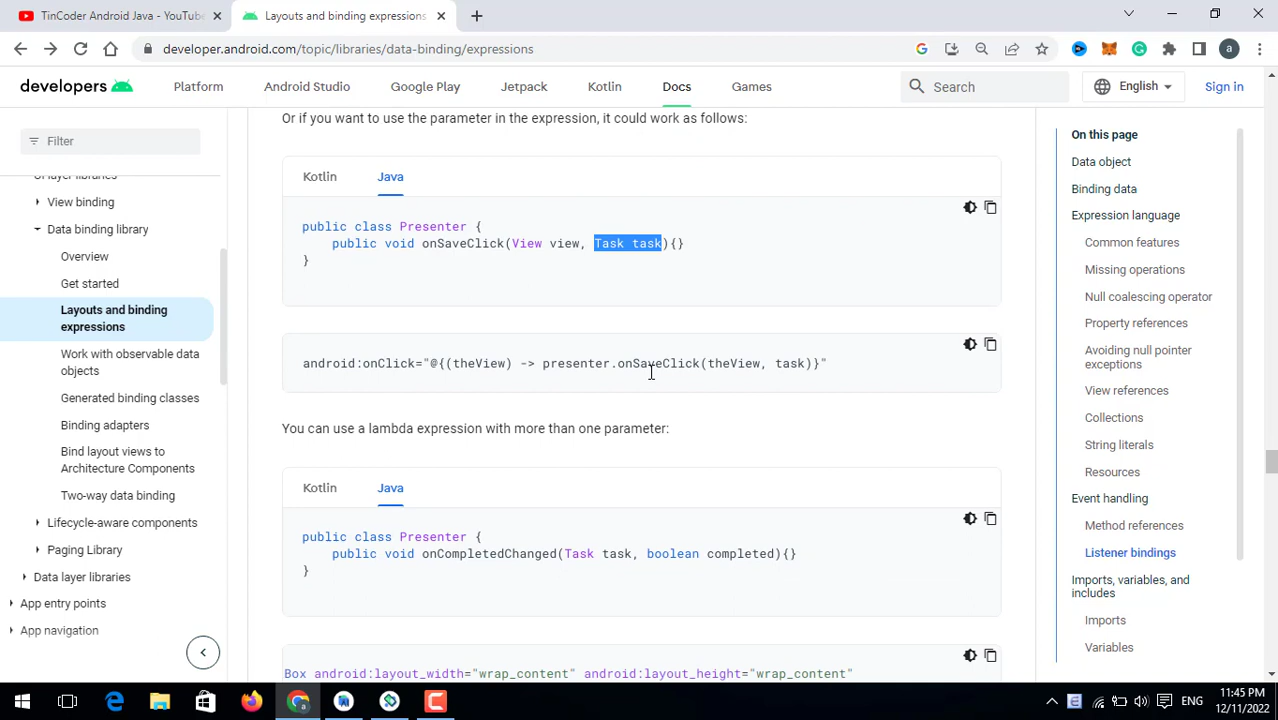 TinCoder Android Java - YouTube
Layouts and binding expressions
developer.android.com/topic/libraries/data-binding/expressions
a
developers
Platform
Android Studio
Google Play
Jetpack
Kotlin
Docs
Games
Search
English
Sign in
Filter
UI layer libraries
View binding
Data binding library
Overview
Get started
Layouts and binding
expressions
Work with observable data
objects
Generated binding classes
Binding adapters
Bind layout views to
Architecture Components
Two-way data binding
Lifecycle-aware components
Paging Library
Data layer libraries
App entry points
App navigation
Or if you want to use the parameter in the expression, it could work as follows:
Kotlin
Java
public class Presenter {
public void onSaveClick(View view, Task task){}
}
android:onClick="@{(theView) -> presenter.onSaveClick(theView, task)}"
You can use a lambda expression with more than one parameter:
Kotlin
Java
public class Presenter {
public void onCompletedChanged(Task task, boolean completed){}
}
Box android:layout_width="wrap_content" android:layout_height="wrap_content"
On this page
Data object
Binding data
Expression language
Common features
Missing operations
Null coalescing operator
Property references
Avoiding null pointer
exceptions
View references
Collections
String literals
Resources
Event handling
Method references
Listener bindings
Imports, variables, and
includes
Imports
Variables
ENG
11:45 PM
12/11/2022